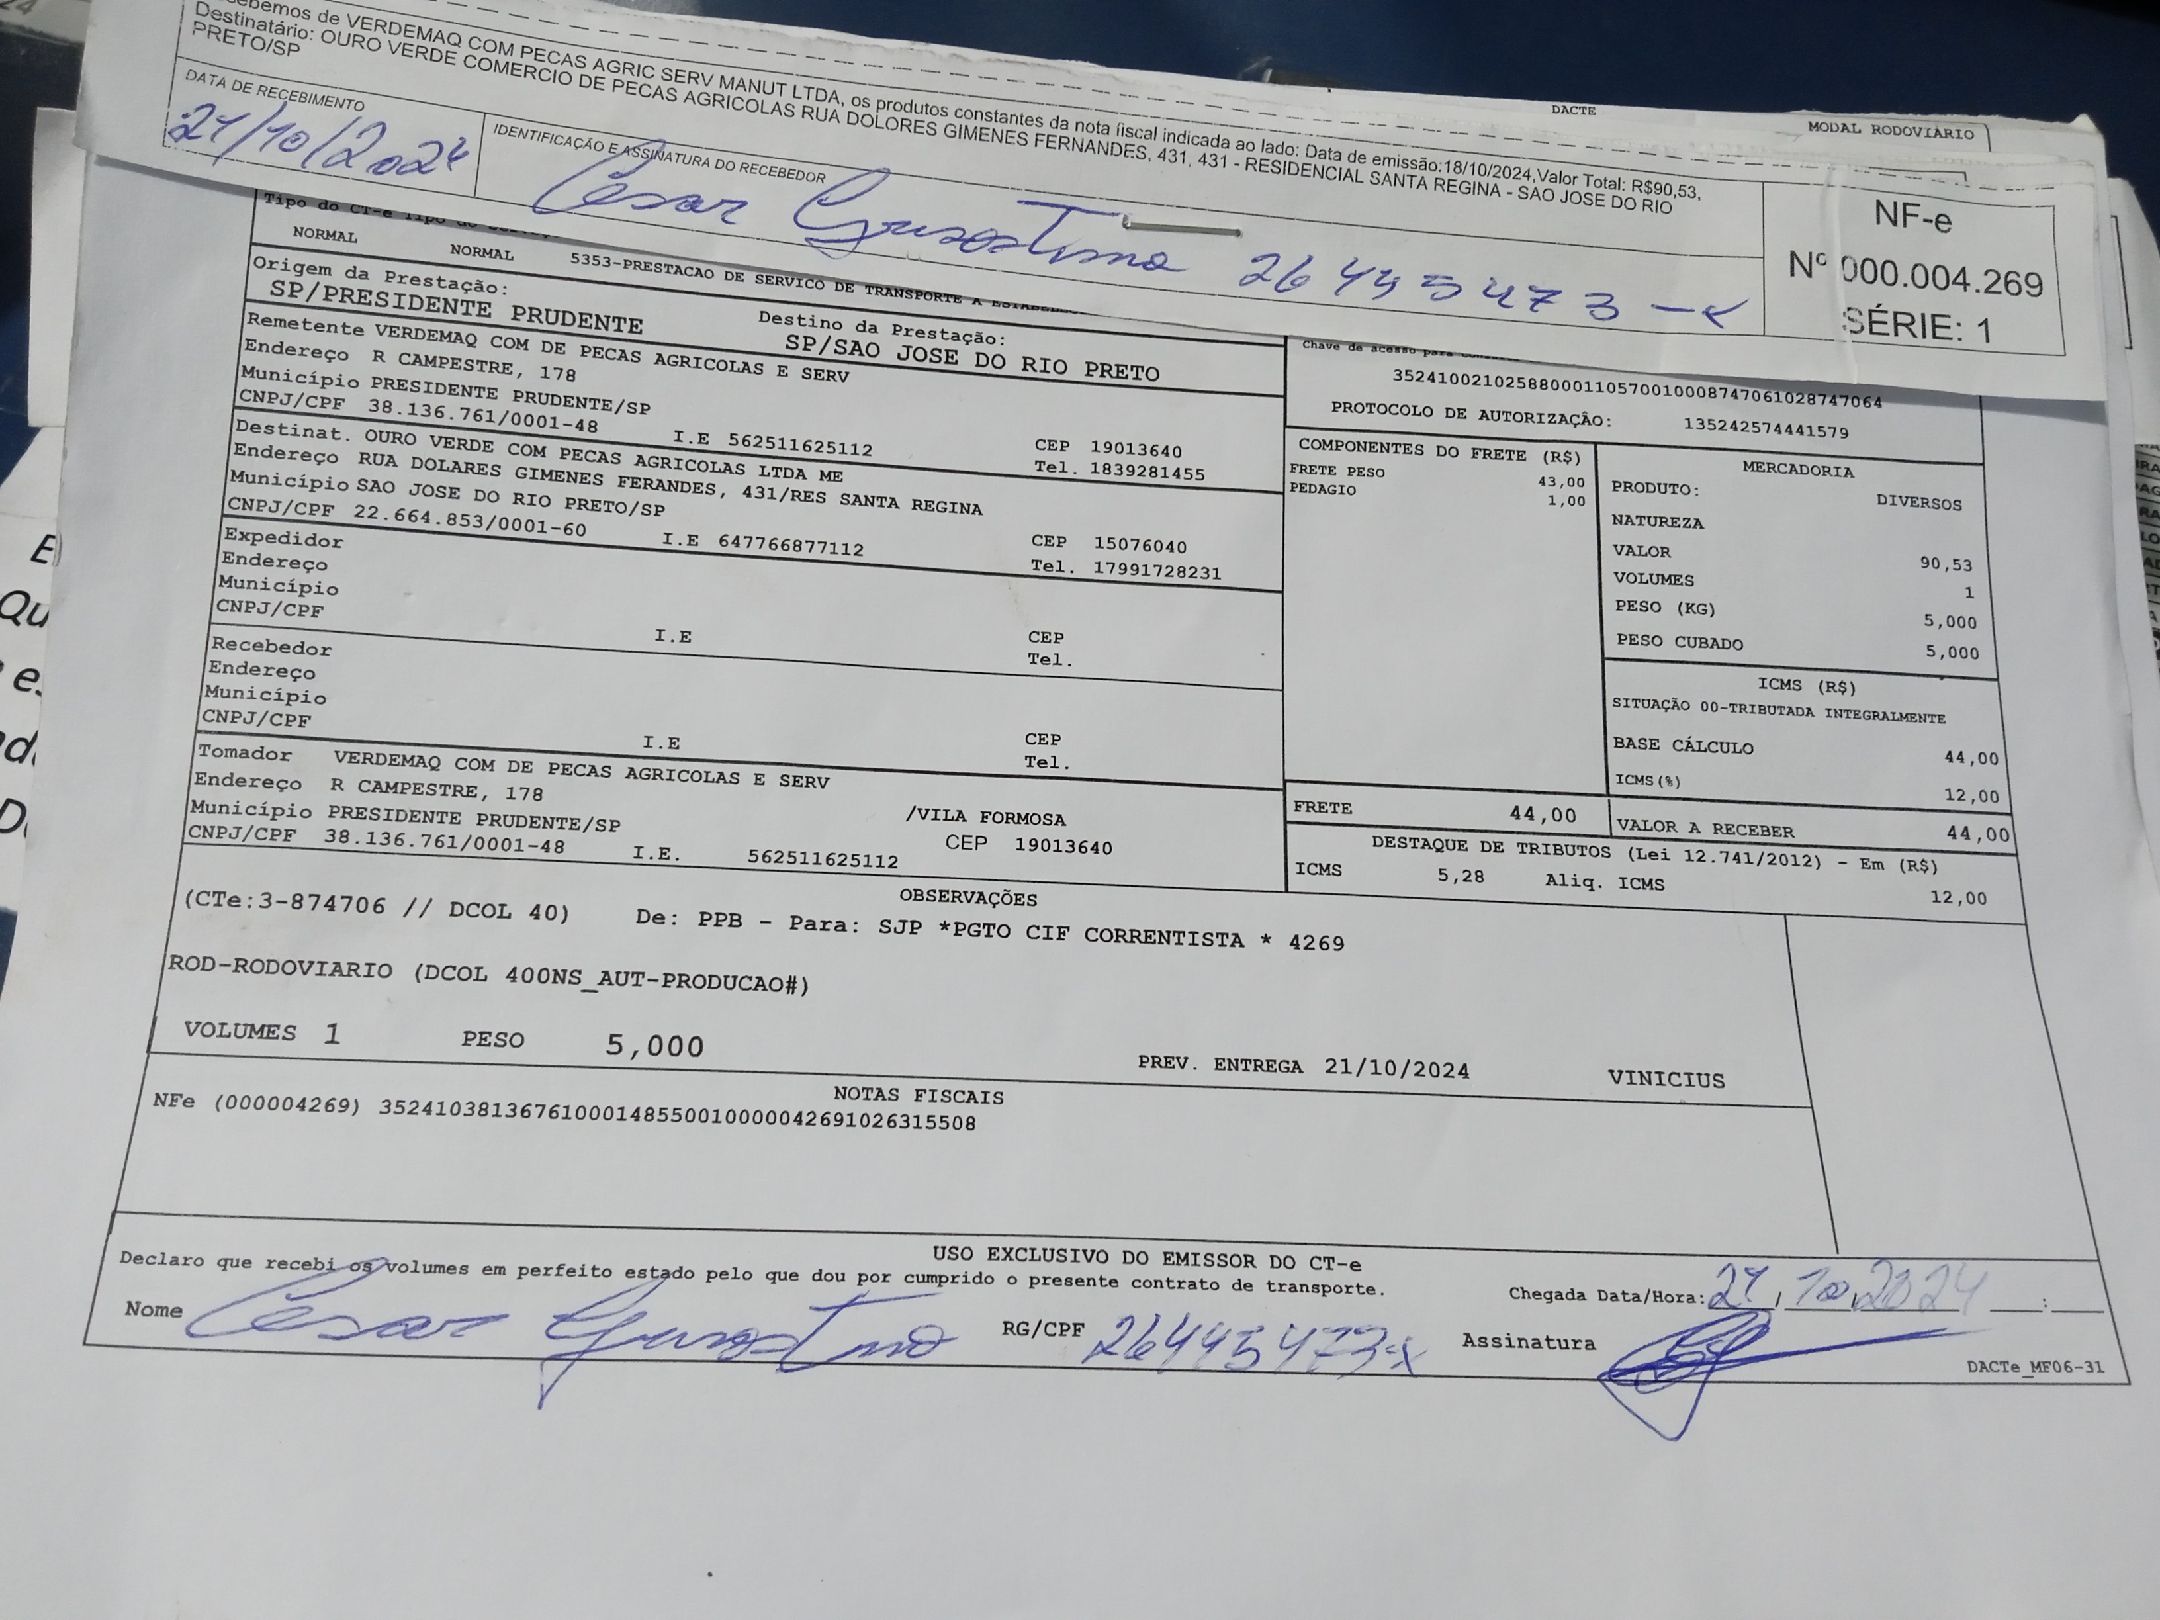 DACTE
MODAL RODOVIÁRIO
Recebemos de VERDEMAQ COM PECAS AGRIC SERV MANUT LTDA, os produtos constantes da nota fiscal indicada ao lado: Data de emissão:18/10/2024,Valor Total: R$90,53,
Destinatário: OURO VERDE COMERCIO DE PECAS AGRICOLAS RUA DOLORES GIMENES FERNANDES, 431, 431 - RESIDENCIAL SANTA REGINA - SAO JOSE DO RIO
PRETO/SP
DATA DE RECEBIMENTO
21/10/2024
IDENTIFICAÇÃO E ASSINATURA DO RECEBEDOR
Cesar 26445473-x
NF-e
Nº 000.004.269
SÉRIE: 1
Tipo do CT-e Tipo do
NORMAL NORMAL 5353-PRESTACAO DE SERVICO DE TRANSPORTE A
Origem da Prestação: Destino da Prestação:
SP/PRESIDENTE PRUDENTE SP/SAO JOSE DO RIO PRETO
Remetente VERDEMAQ COM DE PECAS AGRICOLAS E SERV
Endereço R CAMPESTRE, 178
Município PRESIDENTE PRUDENTE/SP CEP 19013640
CNPJ/CPF 38.136.761/0001-48 I.E 562511625112 Tel. 1839281455
Destinat. OURO VERDE COM PECAS AGRICOLAS LTDA ME
Endereço RUA DOLARES GIMENES FERANDES, 431/RES SANTA REGINA
Município SAO JOSE DO RIO PRETO/SP CEP 15076040
CNPJ/CPF 22.664.853/0001-60 I.E 647766877112 Tel. 17991728231
Expedidor
Endereço
Município CEP
CNPJ/CPF I.E Tel.
Recebedor
Endereço
Município CEP
CNPJ/CPF I.E Tel.
Tomador VERDEMAQ COM DE PECAS AGRICOLAS E SERV
Endereço R CAMPESTRE, 178 /VILA FORMOSA
Município PRESIDENTE PRUDENTE/SP CEP 19013640
CNPJ/CPF 38.136.761/0001-48 I.E. 562511625112
Chave de acesso para
35241002102588000110570010008747061028747064
PROTOCOLO DE AUTORIZAÇÃO: 135242574441579
COMPONENTES DO FRETE (R$)
FRETE PESO 43,00
PEDAGIO 1,00
MERCADORIA
PRODUTO: DIVERSOS
NATUREZA
VALOR 90,53
VOLUMES 1
PESO (KG) 5,000
PESO CUBADO 5,000
ICMS (R$)
SITUAÇÃO 00-TRIBUTADA INTEGRALMENTE
BASE CÁLCULO 44,00
ICMS(%) 12,00
FRETE 44,00 VALOR A RECEBER 44,00
DESTAQUE DE TRIBUTOS (Lei 12.741/2012) - Em (R$)
ICMS 5,28 Aliq. ICMS 12,00
OBSERVAÇÕES
(CTe:3-874706 // DCOL 40) De: PPB - Para: SJP *PGTO CIF CORRENTISTA * 4269
ROD-RODOVIARIO (DCOL 400NS_AUT-PRODUCAO#)
VOLUMES 1 PESO 5,000 PREV. ENTREGA 21/10/2024 VINICIUS
NOTAS FISCAIS
NFe (000004269) 35241038136761000148550010000042691026315508
USO EXCLUSIVO DO EMISSOR DO CT-e
Declaro que recebi os volumes em perfeito estado pelo que dou por cumprido o presente contrato de transporte. Chegada Data/Hora: 21,10,2024 :
Nome Cesar RG/CPF 26445473-x Assinatura
DACTe_MF06-31